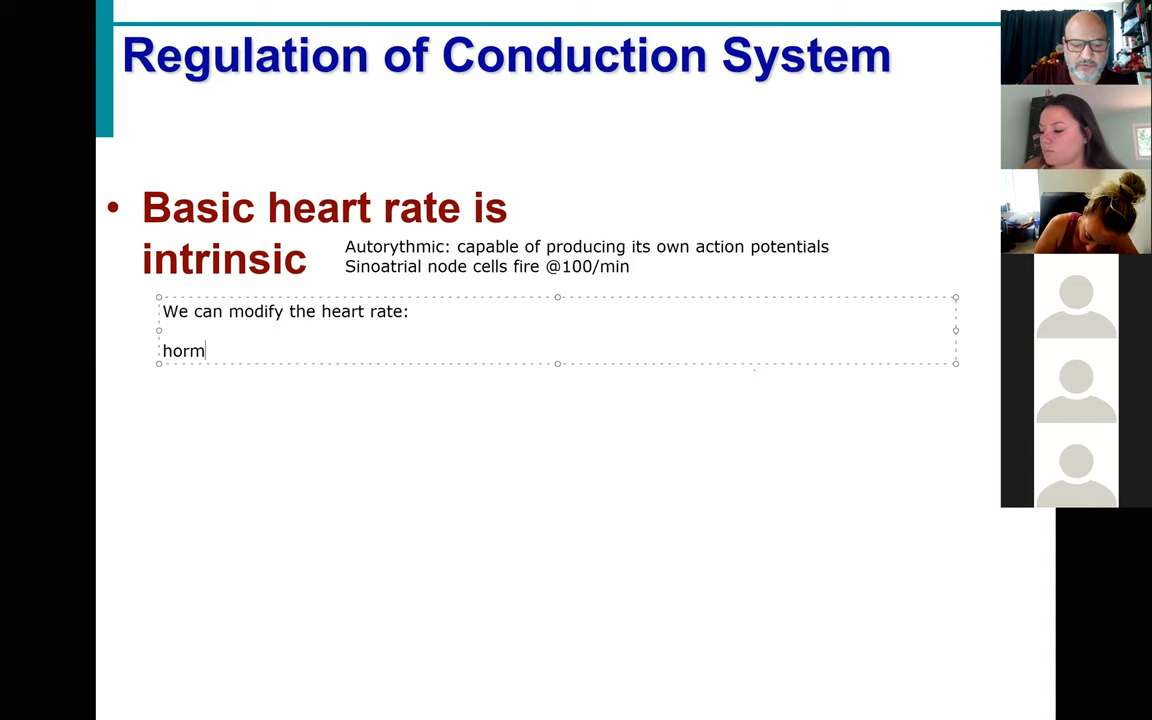 Regulation of Conduction System
• Basic heart rate is
intrinsic
Autorythmic: capable of producing its own action potentials
Sinoatrial node cells fire @100/min
We can modify the heart rate:
horm